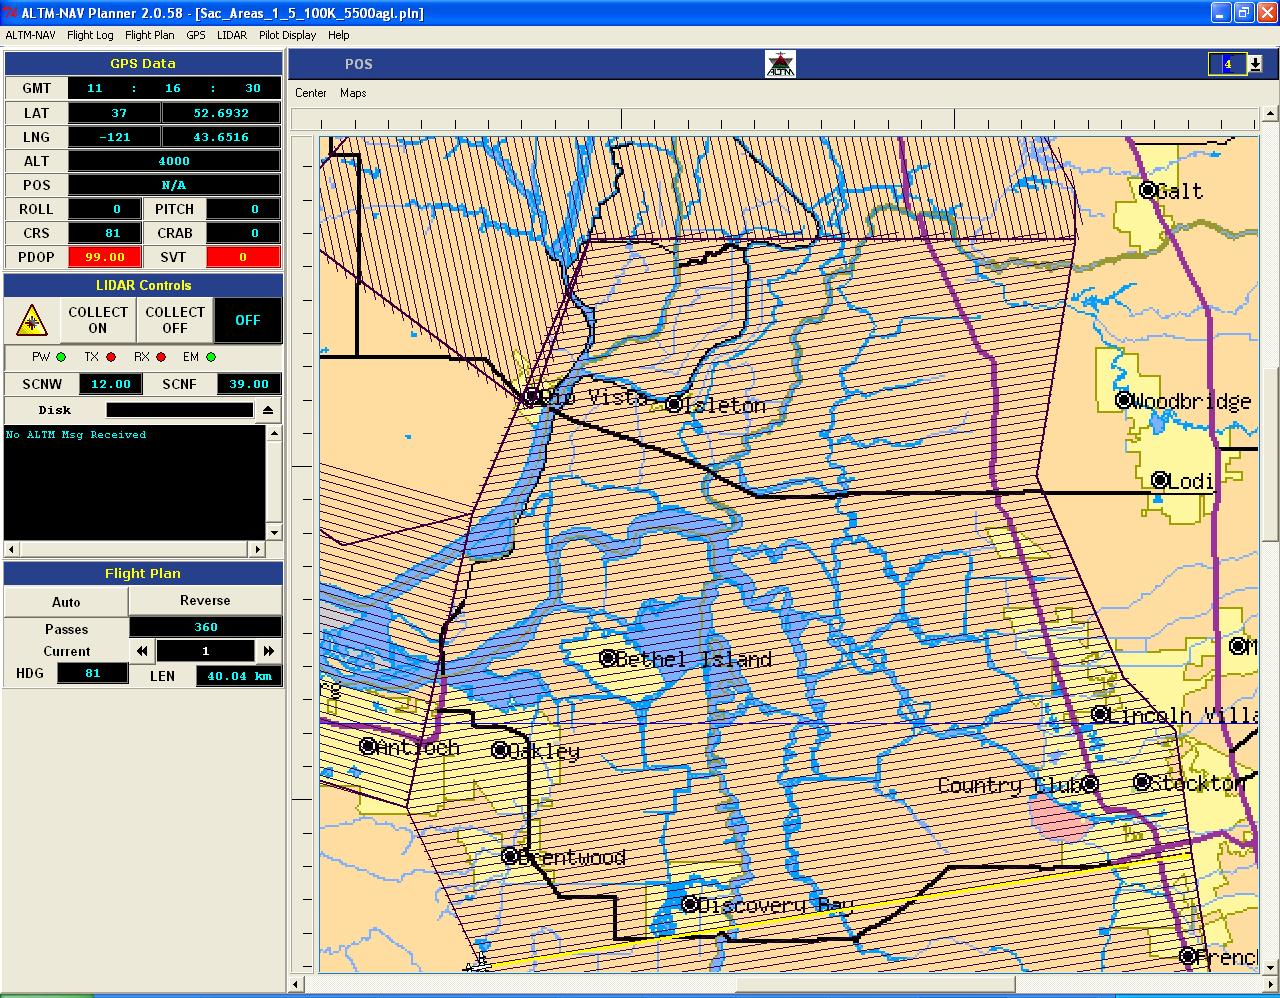 ALTM-NAV Planner 2.0.58 - [Sac_Areas_1_5_100K_5500agl.pln]
ALTM-NAV Flight Log Flight Plan GPS LIDAR Pilot Display Help
GPS Data
GMT 11 : 16 : 30
LAT 37 52.6932
LNG -121 43.6516
ALT 4000
POS N/A
ROLL 0 PITCH 0
CRS 81 CRAB 0
PDOP 99.00 SVT 0
LIDAR Controls
COLLECT ON
COLLECT OFF
OFF
PW TX RX EM
SCNW 12.00 SCNF 39.00
Disk
No ALTM Msg Received
Flight Plan
Auto Reverse
Passes 360
Current 1
HDG 81 LEN 40.04 km
POS
ALTM
4
Center Maps
Galt
Rio Vista
Isleton
Woodbridge
Lodi
Bethel Island
M
rg
Lincoln Villa
Antioch
Oakley
Country Club
Stockton
Brentwood
Discovery Bay
Frenc